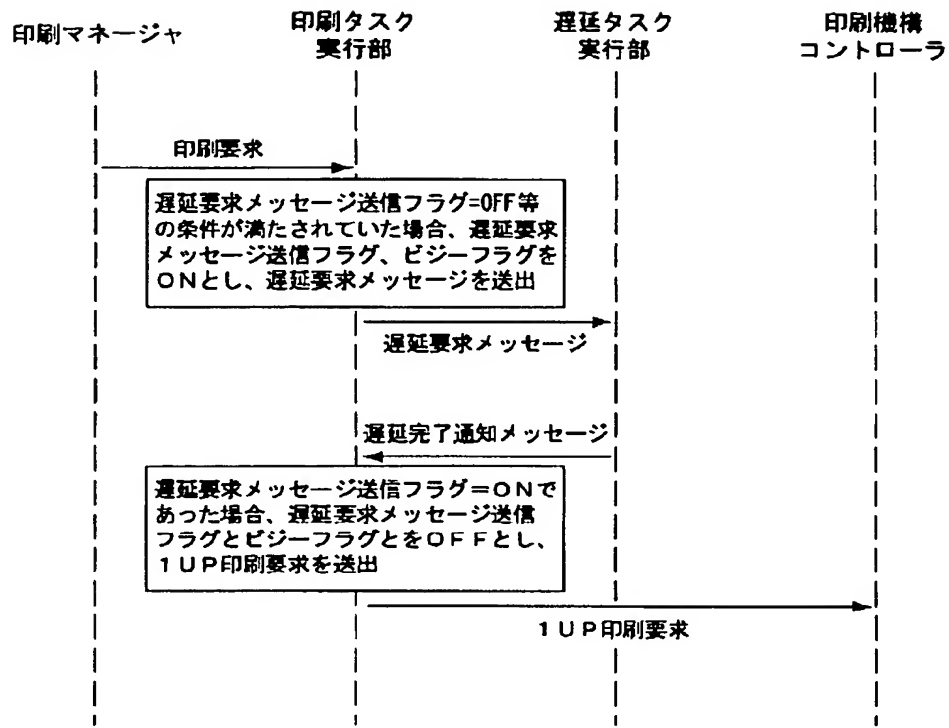 印刷マネージャ
印刷タスク
実行部
遅延タスク
実行部
印刷機構
コントローラ
印刷要求
遅延要求メッセージ送信フラグ=OFF等
の条件が満たされていた場合、遅延要求
メッセージ送信フラグ、ビジーフラグを
ONとし、遅延要求メッセージを送出
遅延要求メッセージ
遅延完了通知メッセージ
遅延要求メッセージ送信フラグ=ONで
あった場合、遅延要求メッセージ送信
フラグとビジーフラグとをOFFとし、
1UP印刷要求を送出
1UP印刷要求